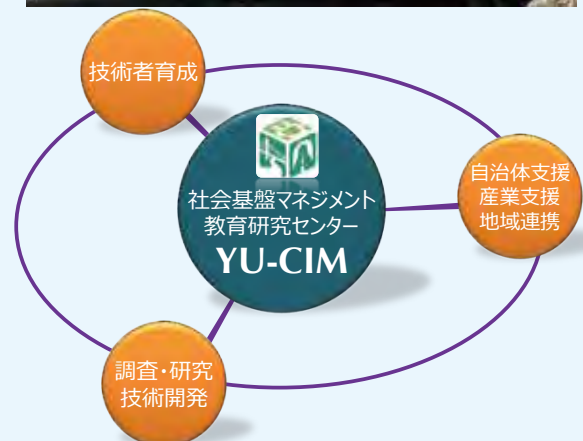 技術者育成
社会基盤マネジメント
教育研究センター
YU-CIM
自治体支援
産業支援
地域連携
調査・研究
技術開発